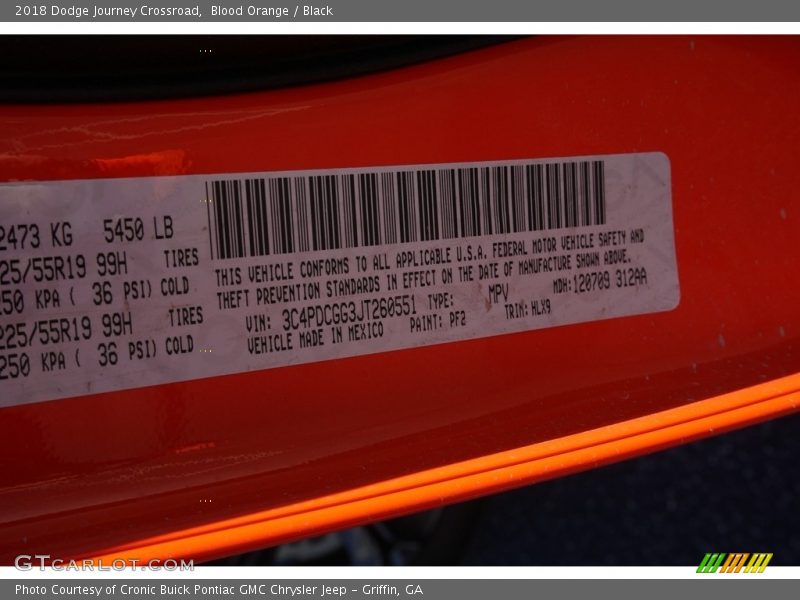 2018 Dodge Journey Crossroad, Blood Orange / Black
2473 KG 5450 LB
225/55R19 99H TIRES
250 KPA ( 36 PSI) COLD
225/55R19 99H TIRES
250 KPA ( 36 PSI) COLD
THIS VEHICLE CONFORMS TO ALL APPLICABLE U.S.A. FEDERAL MOTOR VEHICLE SAFETY AND
THEFT PREVENTION STANDARDS IN EFFECT ON THE DATE OF MANUFACTURE SHOWN ABOVE.
VIN: 3C4PDCGG3JT260551 TYPE: MPV MDH:120709 312AA
VEHICLE MADE IN MEXICO PAINT: PF2 TRIM:HLX9
GTCARLOT.COM
Photo Courtesy of Cronic Buick Pontiac GMC Chrysler Jeep - Griffin, GA